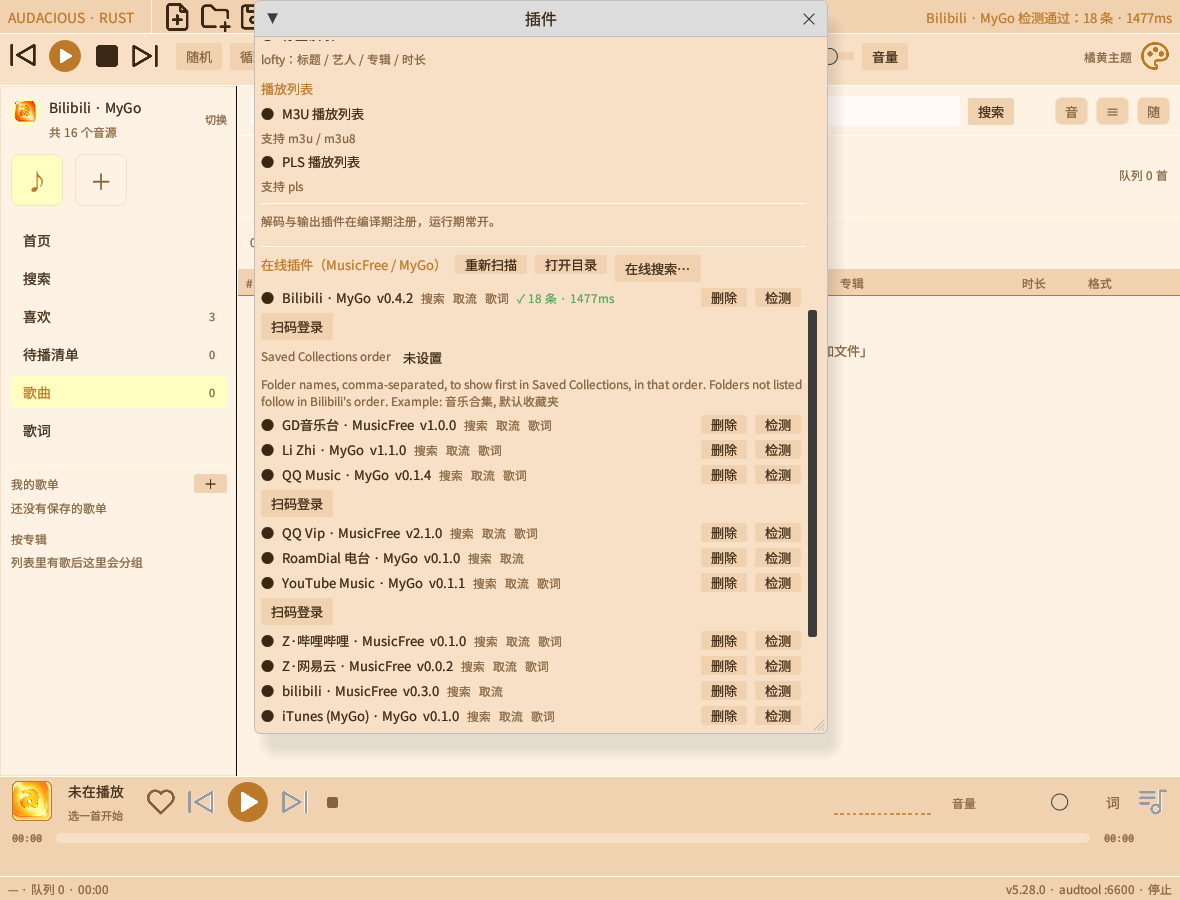 AUDACIOUS · RUST
Bilibili · MyGo 检测通过：18 条 · 1477ms
随机
音量
橘黄主题
Bilibili · MyGo
共 16 个音源
切换
首页
搜索
喜欢 3
待播清单 0
歌曲 0
歌词
我的歌单
还没有保存的歌单
按专辑
列表里有歌后这里会分组
搜索
音
随
队列 0 首
#
专辑
时长
格式
加文件」
▼ 插件
lofty：标题 / 艺人 / 专辑 / 时长
播放列表
M3U 播放列表
支持 m3u / m3u8
PLS 播放列表
支持 pls
解码与输出插件在编译期注册，运行期常开。
在线插件（MusicFree / MyGo） 重新扫描 打开目录 在线搜索…
Bilibili · MyGo v0.4.2 搜索 取流 歌词 ✓ 18 条 · 1477ms 删除 检测
扫码登录
Saved Collections order 未设置
Folder names, comma-separated, to show first in Saved Collections, in that order. Folders not listed
follow in Bilibili's order. Example: 音乐合集, 默认收藏夹
GD音乐台 · MusicFree v1.0.0 搜索 取流 歌词 删除 检测
Li Zhi · MyGo v1.1.0 搜索 取流 歌词 删除 检测
QQ Music · MyGo v0.1.4 搜索 取流 歌词 删除 检测
扫码登录
QQ Vip · MusicFree v2.1.0 搜索 取流 歌词 删除 检测
RoamDial 电台 · MyGo v0.1.0 搜索 取流 删除 检测
YouTube Music · MyGo v0.1.1 搜索 取流 歌词 删除 检测
扫码登录
Z·哔哩哔哩 · MusicFree v0.1.0 搜索 取流 歌词 删除 检测
Z·网易云 · MusicFree v0.0.2 搜索 取流 歌词 删除 检测
bilibili · MusicFree v0.3.0 搜索 取流 删除 检测
iTunes (MyGo) · MyGo v0.1.0 搜索 取流 歌词 删除 检测
未在播放
选一首开始
音量
词
00:00
00:00
— · 队列 0 · 00:00
v5.28.0 · audtool :6600 · 停止